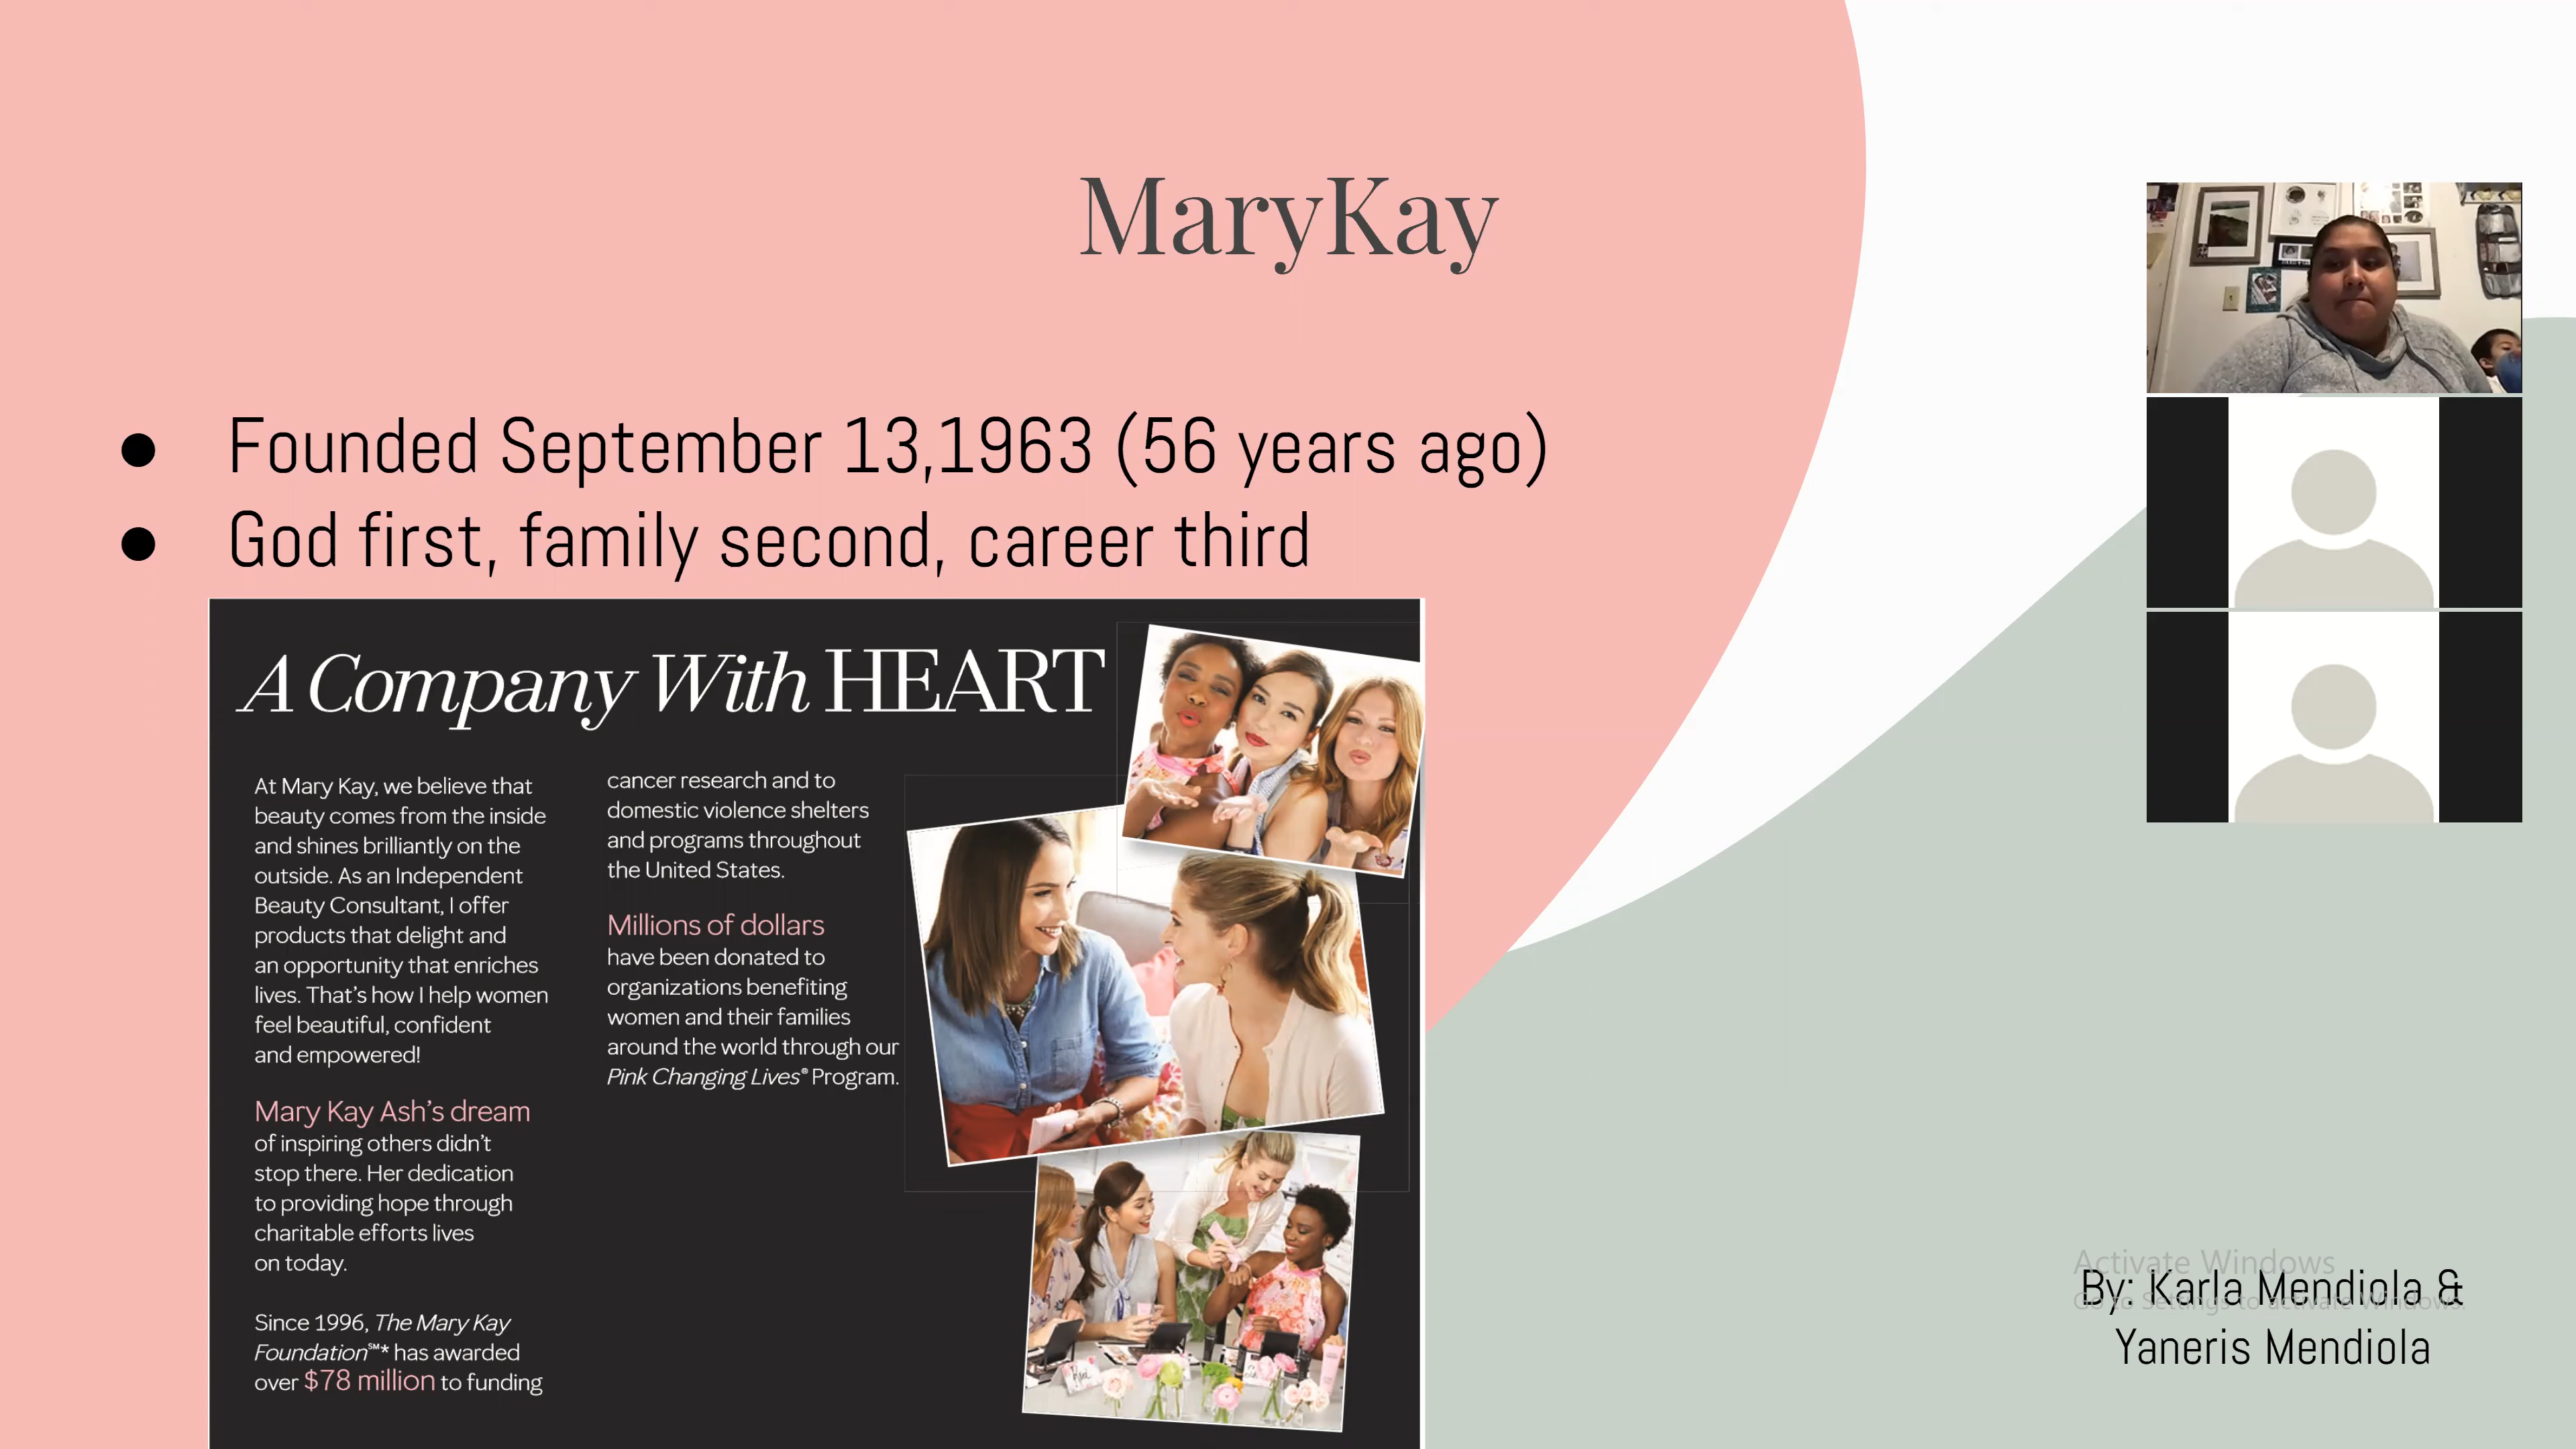 MaryKay
● Founded September 13,1963 (56 years ago)
● God first, family second, career third
A Company With HEART
At Mary Kay, we believe that
beauty comes from the inside
and shines brilliantly on the
outside. As an Independent
Beauty Consultant, I offer
products that delight and
an opportunity that enriches
lives. That's how I help women
feel beautiful, confident
and empowered!
Mary Kay Ash's dream
of inspiring others didn't
stop there. Her dedication
to providing hope through
charitable efforts lives
on today.
Since 1996, The Mary Kay
Foundation℠* has awarded
over $78 million to funding
cancer research and to
domestic violence shelters
and programs throughout
the United States.
Millions of dollars
have been donated to
organizations benefiting
women and their families
around the world through our
Pink Changing Lives® Program.
Activate Windows
Go to Settings to activate Windows.
By: Karla Mendiola &
Yaneris Mendiola